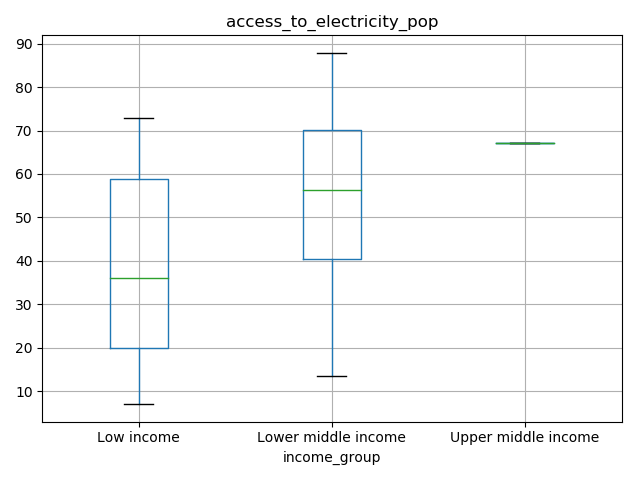 access_to_electricity_pop
90
80
70
60
50
40
30
20
10
Low income
Lower middle income
Upper middle income
income_group